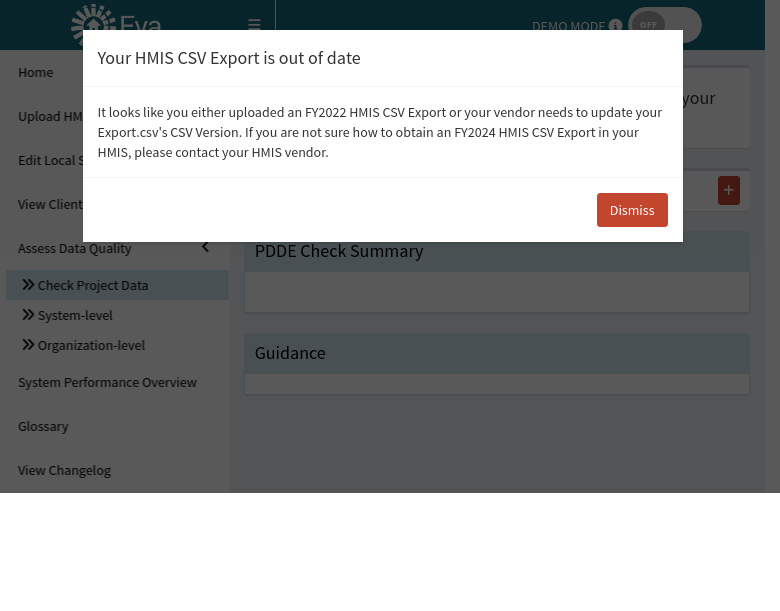 Eva
DEMO MODE
OFF
Your HMIS CSV Export is out of date
It looks like you either uploaded an FY2022 HMIS CSV Export or your vendor needs to update your
Export.csv's CSV Version. If you are not sure how to obtain an FY2024 HMIS CSV Export in your
HMIS, please contact your HMIS vendor.
Dismiss
Home
Upload HM
Edit Local S
View Client
Assess Data Quality
Check Project Data
System-level
Organization-level
System Performance Overview
Glossary
View Changelog
your
+
PDDE Check Summary
Guidance